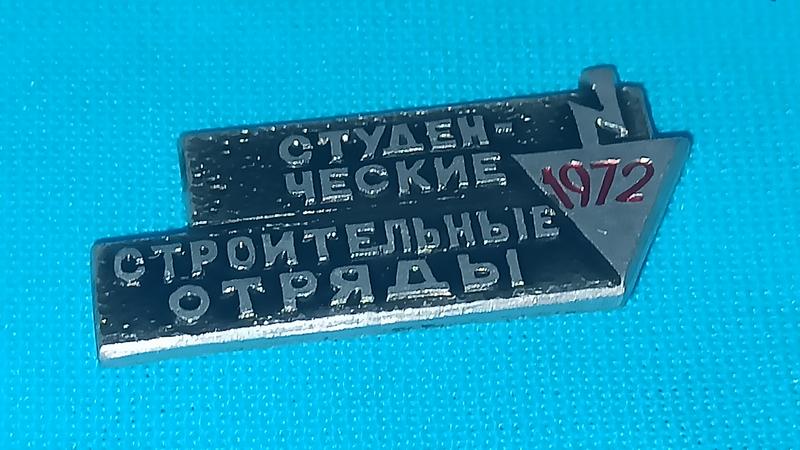 СТУДЕН-
ЧЕСКИЕ
1972
СТРОИТЕЛЬНЫЕ
ОТРЯДЫ